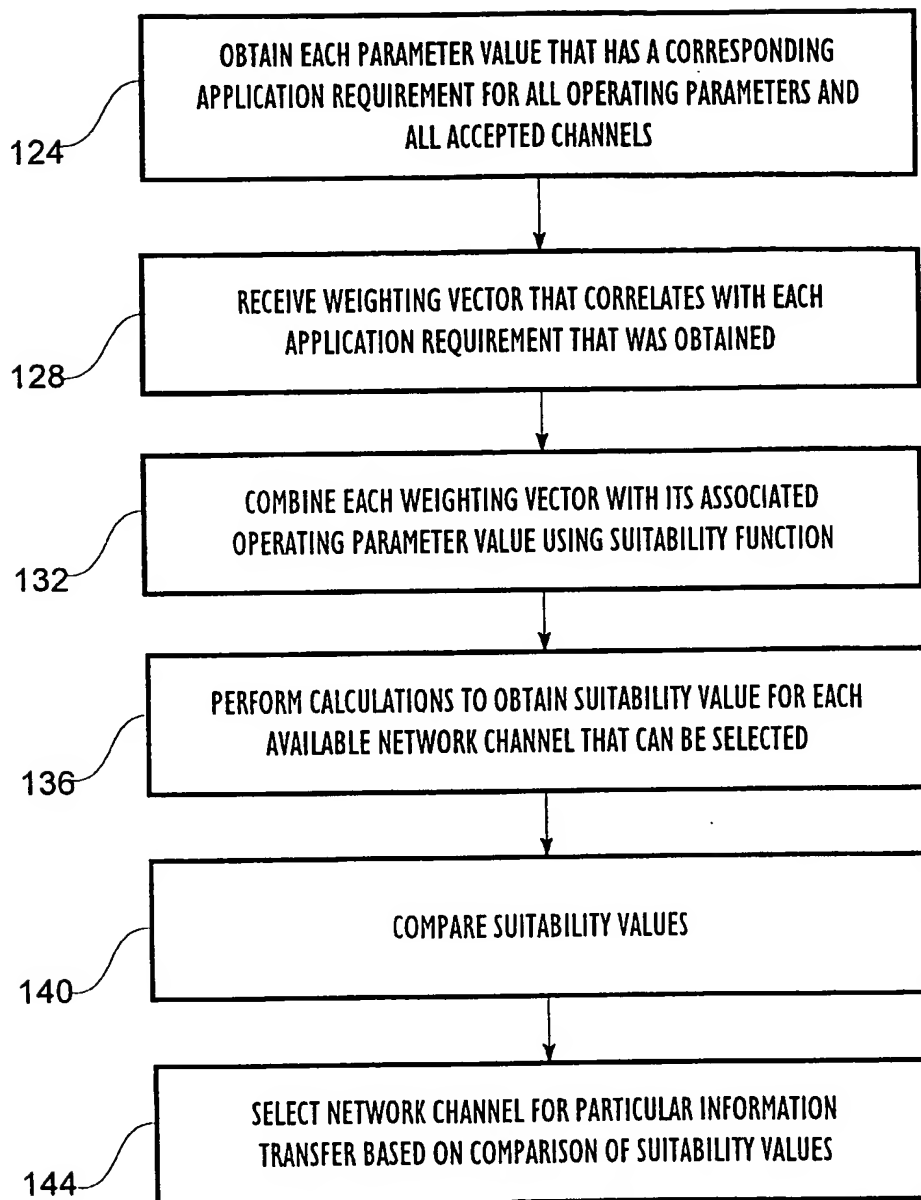 OBTAIN EACH PARAMETER VALUE THAT HAS A CORRESPONDING
APPLICATION REQUIREMENT FOR ALL OPERATING PARAMETERS AND
ALL ACCEPTED CHANNELS
124
RECEIVE WEIGHTING VECTOR THAT CORRELATES WITH EACH
APPLICATION REQUIREMENT THAT WAS OBTAINED
128
COMBINE EACH WEIGHTING VECTOR WITH ITS ASSOCIATED
OPERATING PARAMETER VALUE USING SUITABILITY FUNCTION
132
PERFORM CALCULATIONS TO OBTAIN SUITABILITY VALUE FOR EACH
AVAILABLE NETWORK CHANNEL THAT CAN BE SELECTED
136
COMPARE SUITABILITY VALUES
140
SELECT NETWORK CHANNEL FOR PARTICULAR INFORMATION
TRANSFER BASED ON COMPARISON OF SUITABILITY VALUES
144